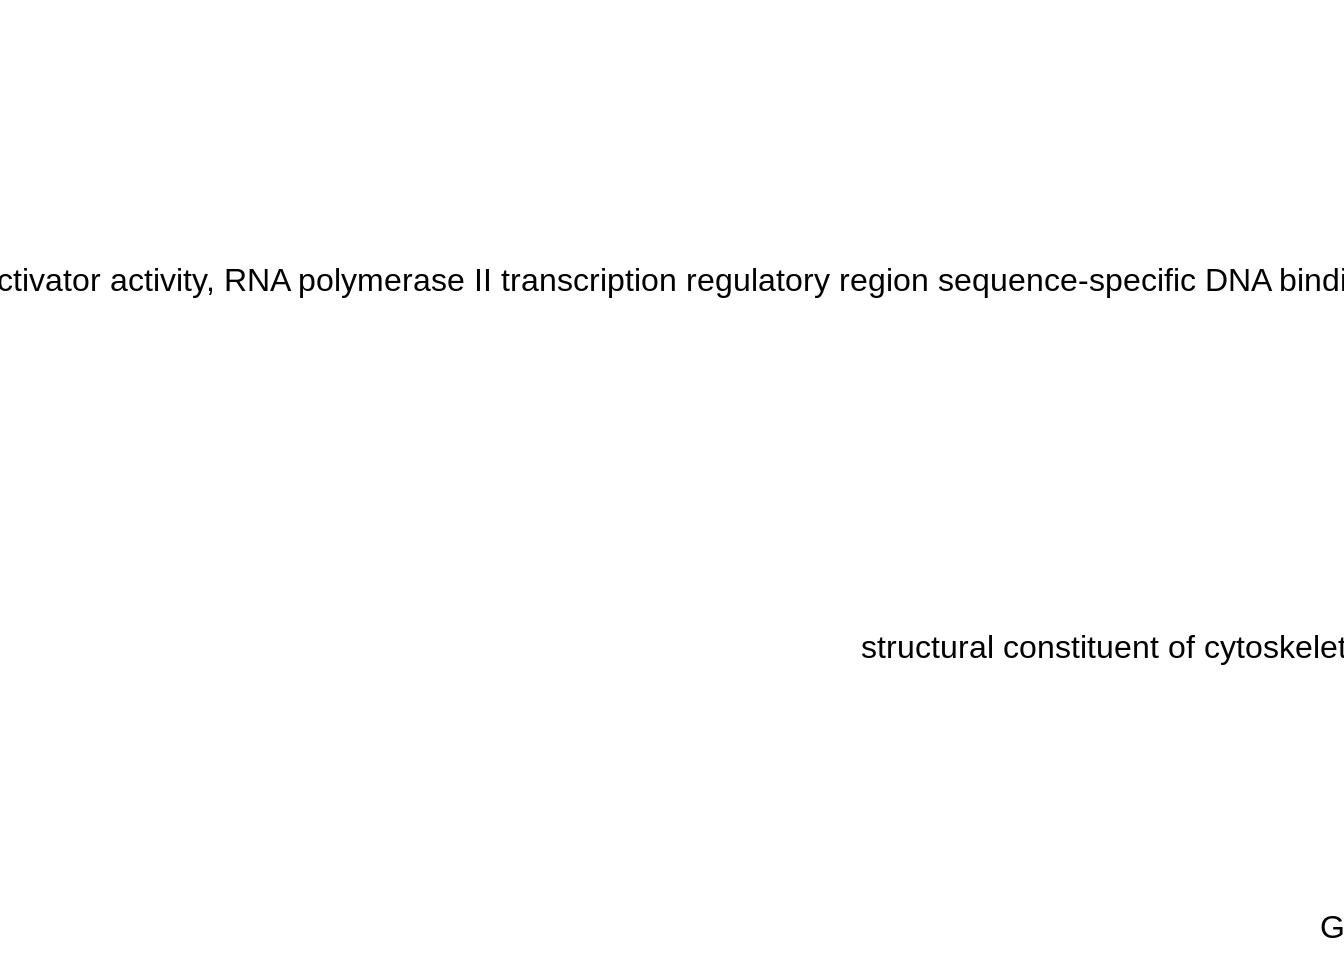 ctivator activity, RNA polymerase II transcription regulatory region sequence-specific DNA bindi
structural constituent of cytoskelet
G